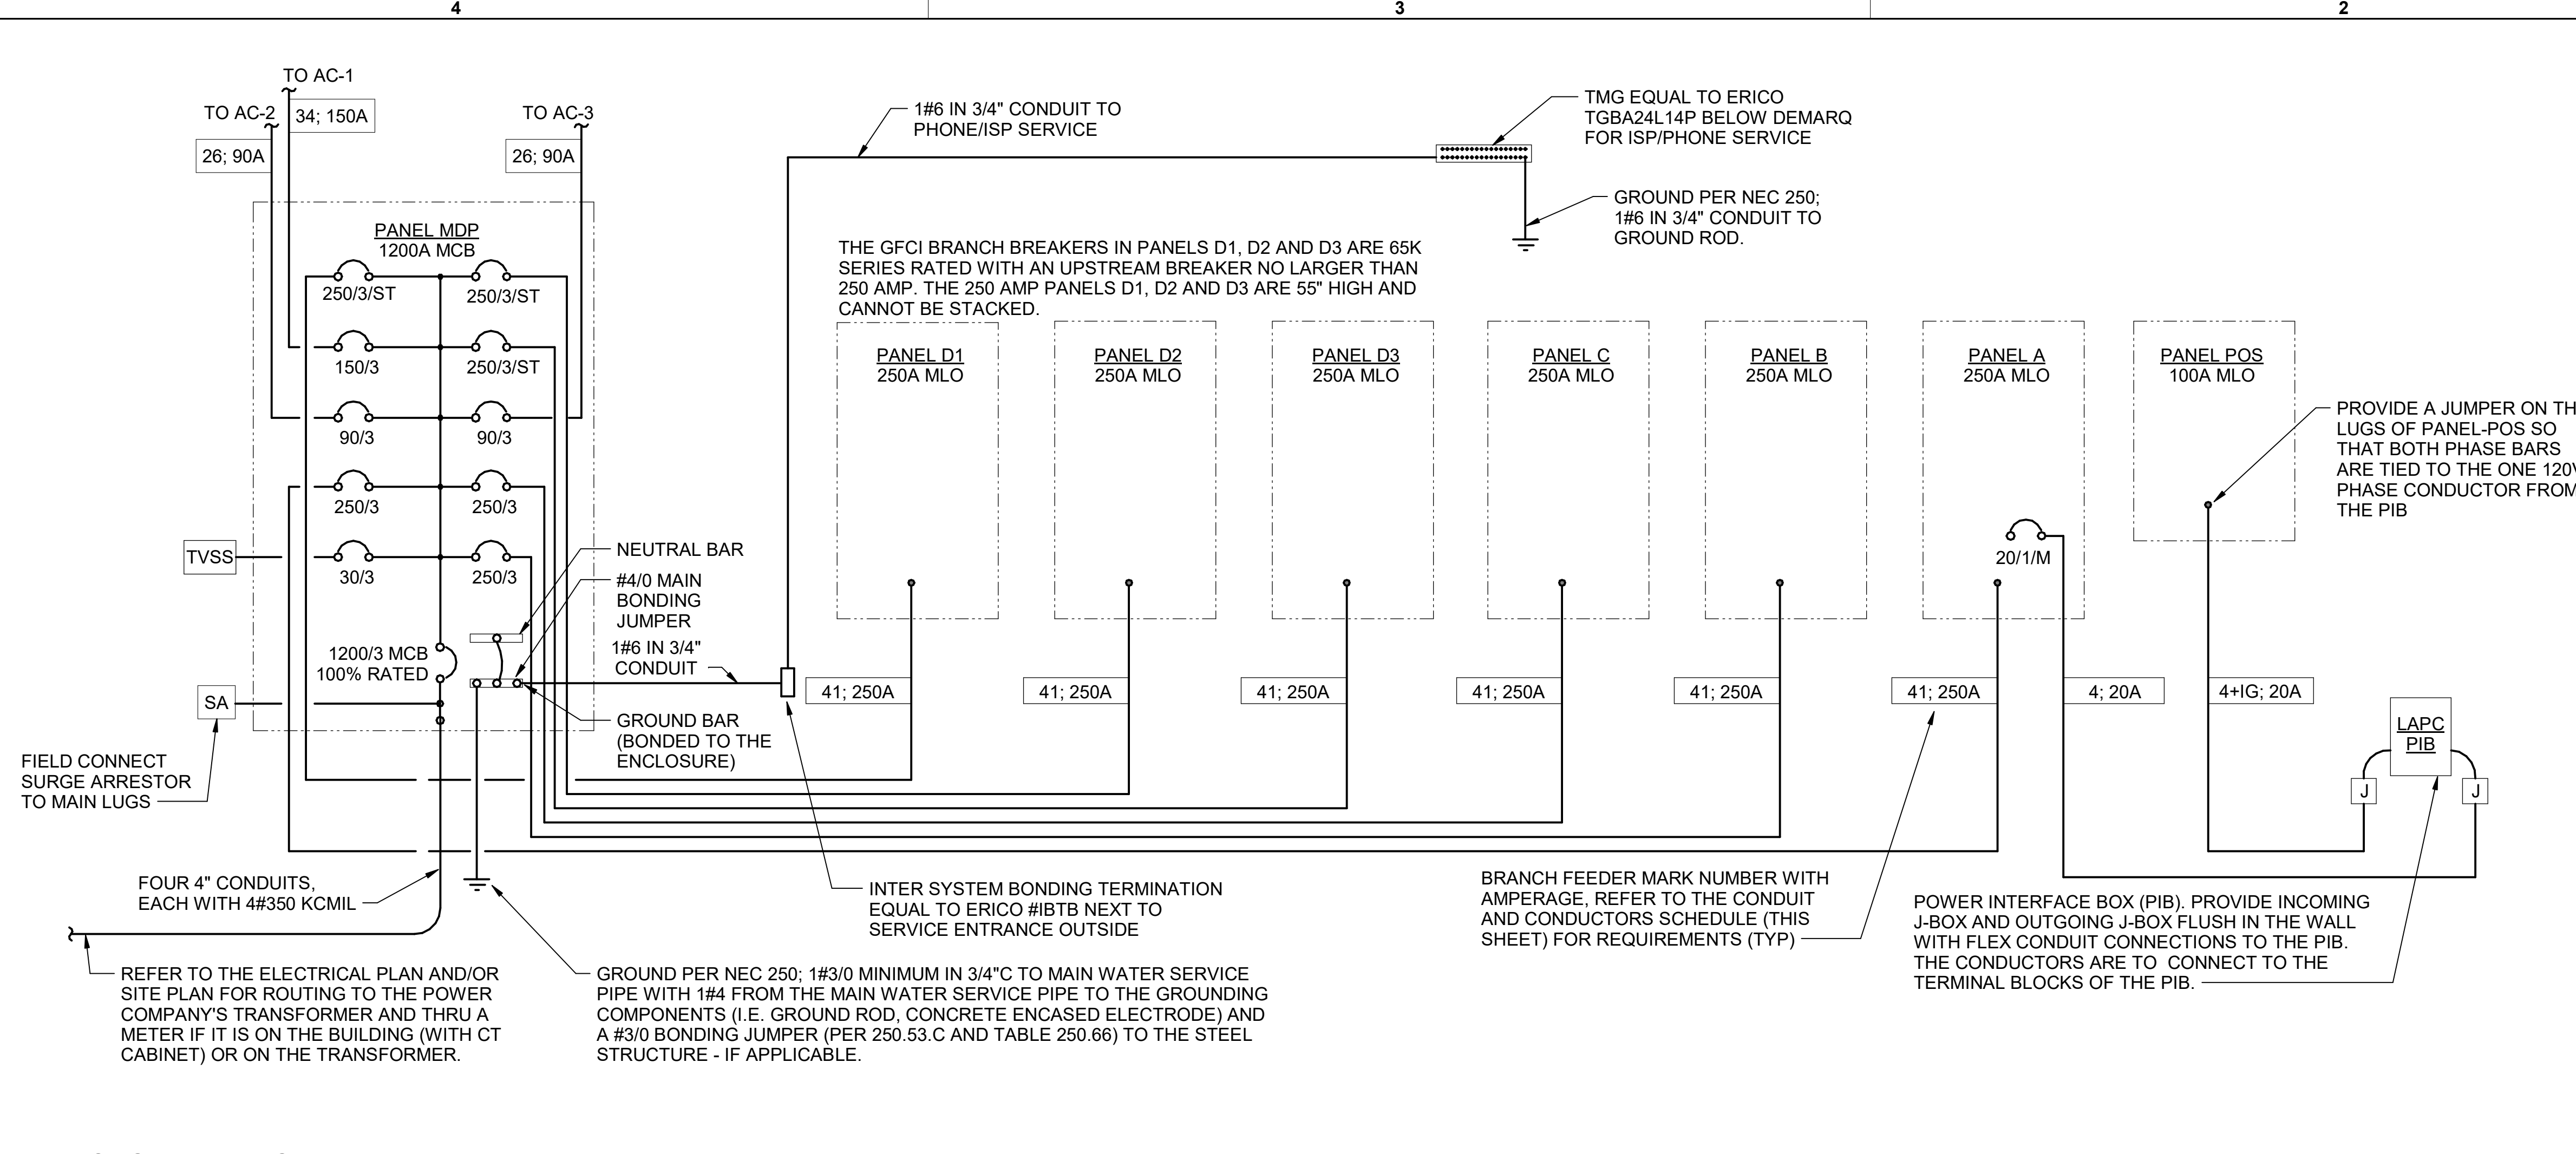 4
3
2
TO AC-1
34; 150A
TO AC-2
26; 90A
TO AC-3
26; 90A
PANEL MDP
1200A MCB
250/3/ST
250/3/ST
150/3
250/3/ST
90/3
90/3
250/3
250/3
30/3
250/3
TVSS
1200/3 MCB
100% RATED
SA
FIELD CONNECT
SURGE ARRESTOR
TO MAIN LUGS
NEUTRAL BAR
#4/0 MAIN
BONDING
JUMPER
1#6 IN 3/4"
CONDUIT
GROUND BAR
(BONDED TO THE
ENCLOSURE)
FOUR 4" CONDUITS,
EACH WITH 4#350 KCMIL
REFER TO THE ELECTRICAL PLAN AND/OR
SITE PLAN FOR ROUTING TO THE POWER
COMPANY'S TRANSFORMER AND THRU A
METER IF IT IS ON THE BUILDING (WITH CT
CABINET) OR ON THE TRANSFORMER.
GROUND PER NEC 250; 1#3/0 MINIMUM IN 3/4"C TO MAIN WATER SERVICE
PIPE WITH 1#4 FROM THE MAIN WATER SERVICE PIPE TO THE GROUNDING
COMPONENTS (I.E. GROUND ROD, CONCRETE ENCASED ELECTRODE) AND
A #3/0 BONDING JUMPER (PER 250.53.C AND TABLE 250.66) TO THE STEEL
STRUCTURE - IF APPLICABLE.
1#6 IN 3/4" CONDUIT TO
PHONE/ISP SERVICE
TMG EQUAL TO ERICO
TGBA24L14P BELOW DEMARQ
FOR ISP/PHONE SERVICE
GROUND PER NEC 250;
1#6 IN 3/4" CONDUIT TO
GROUND ROD.
THE GFCI BRANCH BREAKERS IN PANELS D1, D2 AND D3 ARE 65K
SERIES RATED WITH AN UPSTREAM BREAKER NO LARGER THAN
250 AMP. THE 250 AMP PANELS D1, D2 AND D3 ARE 55" HIGH AND
CANNOT BE STACKED.
PANEL D1
250A MLO
PANEL D2
250A MLO
PANEL D3
250A MLO
PANEL C
250A MLO
PANEL B
250A MLO
PANEL A
250A MLO
PANEL POS
100A MLO
20/1/M
PROVIDE A JUMPER ON TH
LUGS OF PANEL-POS SO
THAT BOTH PHASE BARS
ARE TIED TO THE ONE 120V
PHASE CONDUCTOR FROM
THE PIB
41; 250A
41; 250A
41; 250A
41; 250A
41; 250A
41; 250A
4; 20A
4+IG; 20A
LAPC
PIB
J
J
INTER SYSTEM BONDING TERMINATION
EQUAL TO ERICO #IBTB NEXT TO
SERVICE ENTRANCE OUTSIDE
BRANCH FEEDER MARK NUMBER WITH
AMPERAGE, REFER TO THE CONDUIT
AND CONDUCTORS SCHEDULE (THIS
SHEET) FOR REQUIREMENTS (TYP)
POWER INTERFACE BOX (PIB). PROVIDE INCOMING
J-BOX AND OUTGOING J-BOX FLUSH IN THE WALL
WITH FLEX CONDUIT CONNECTIONS TO THE PIB.
THE CONDUCTORS ARE TO CONNECT TO THE
TERMINAL BLOCKS OF THE PIB.